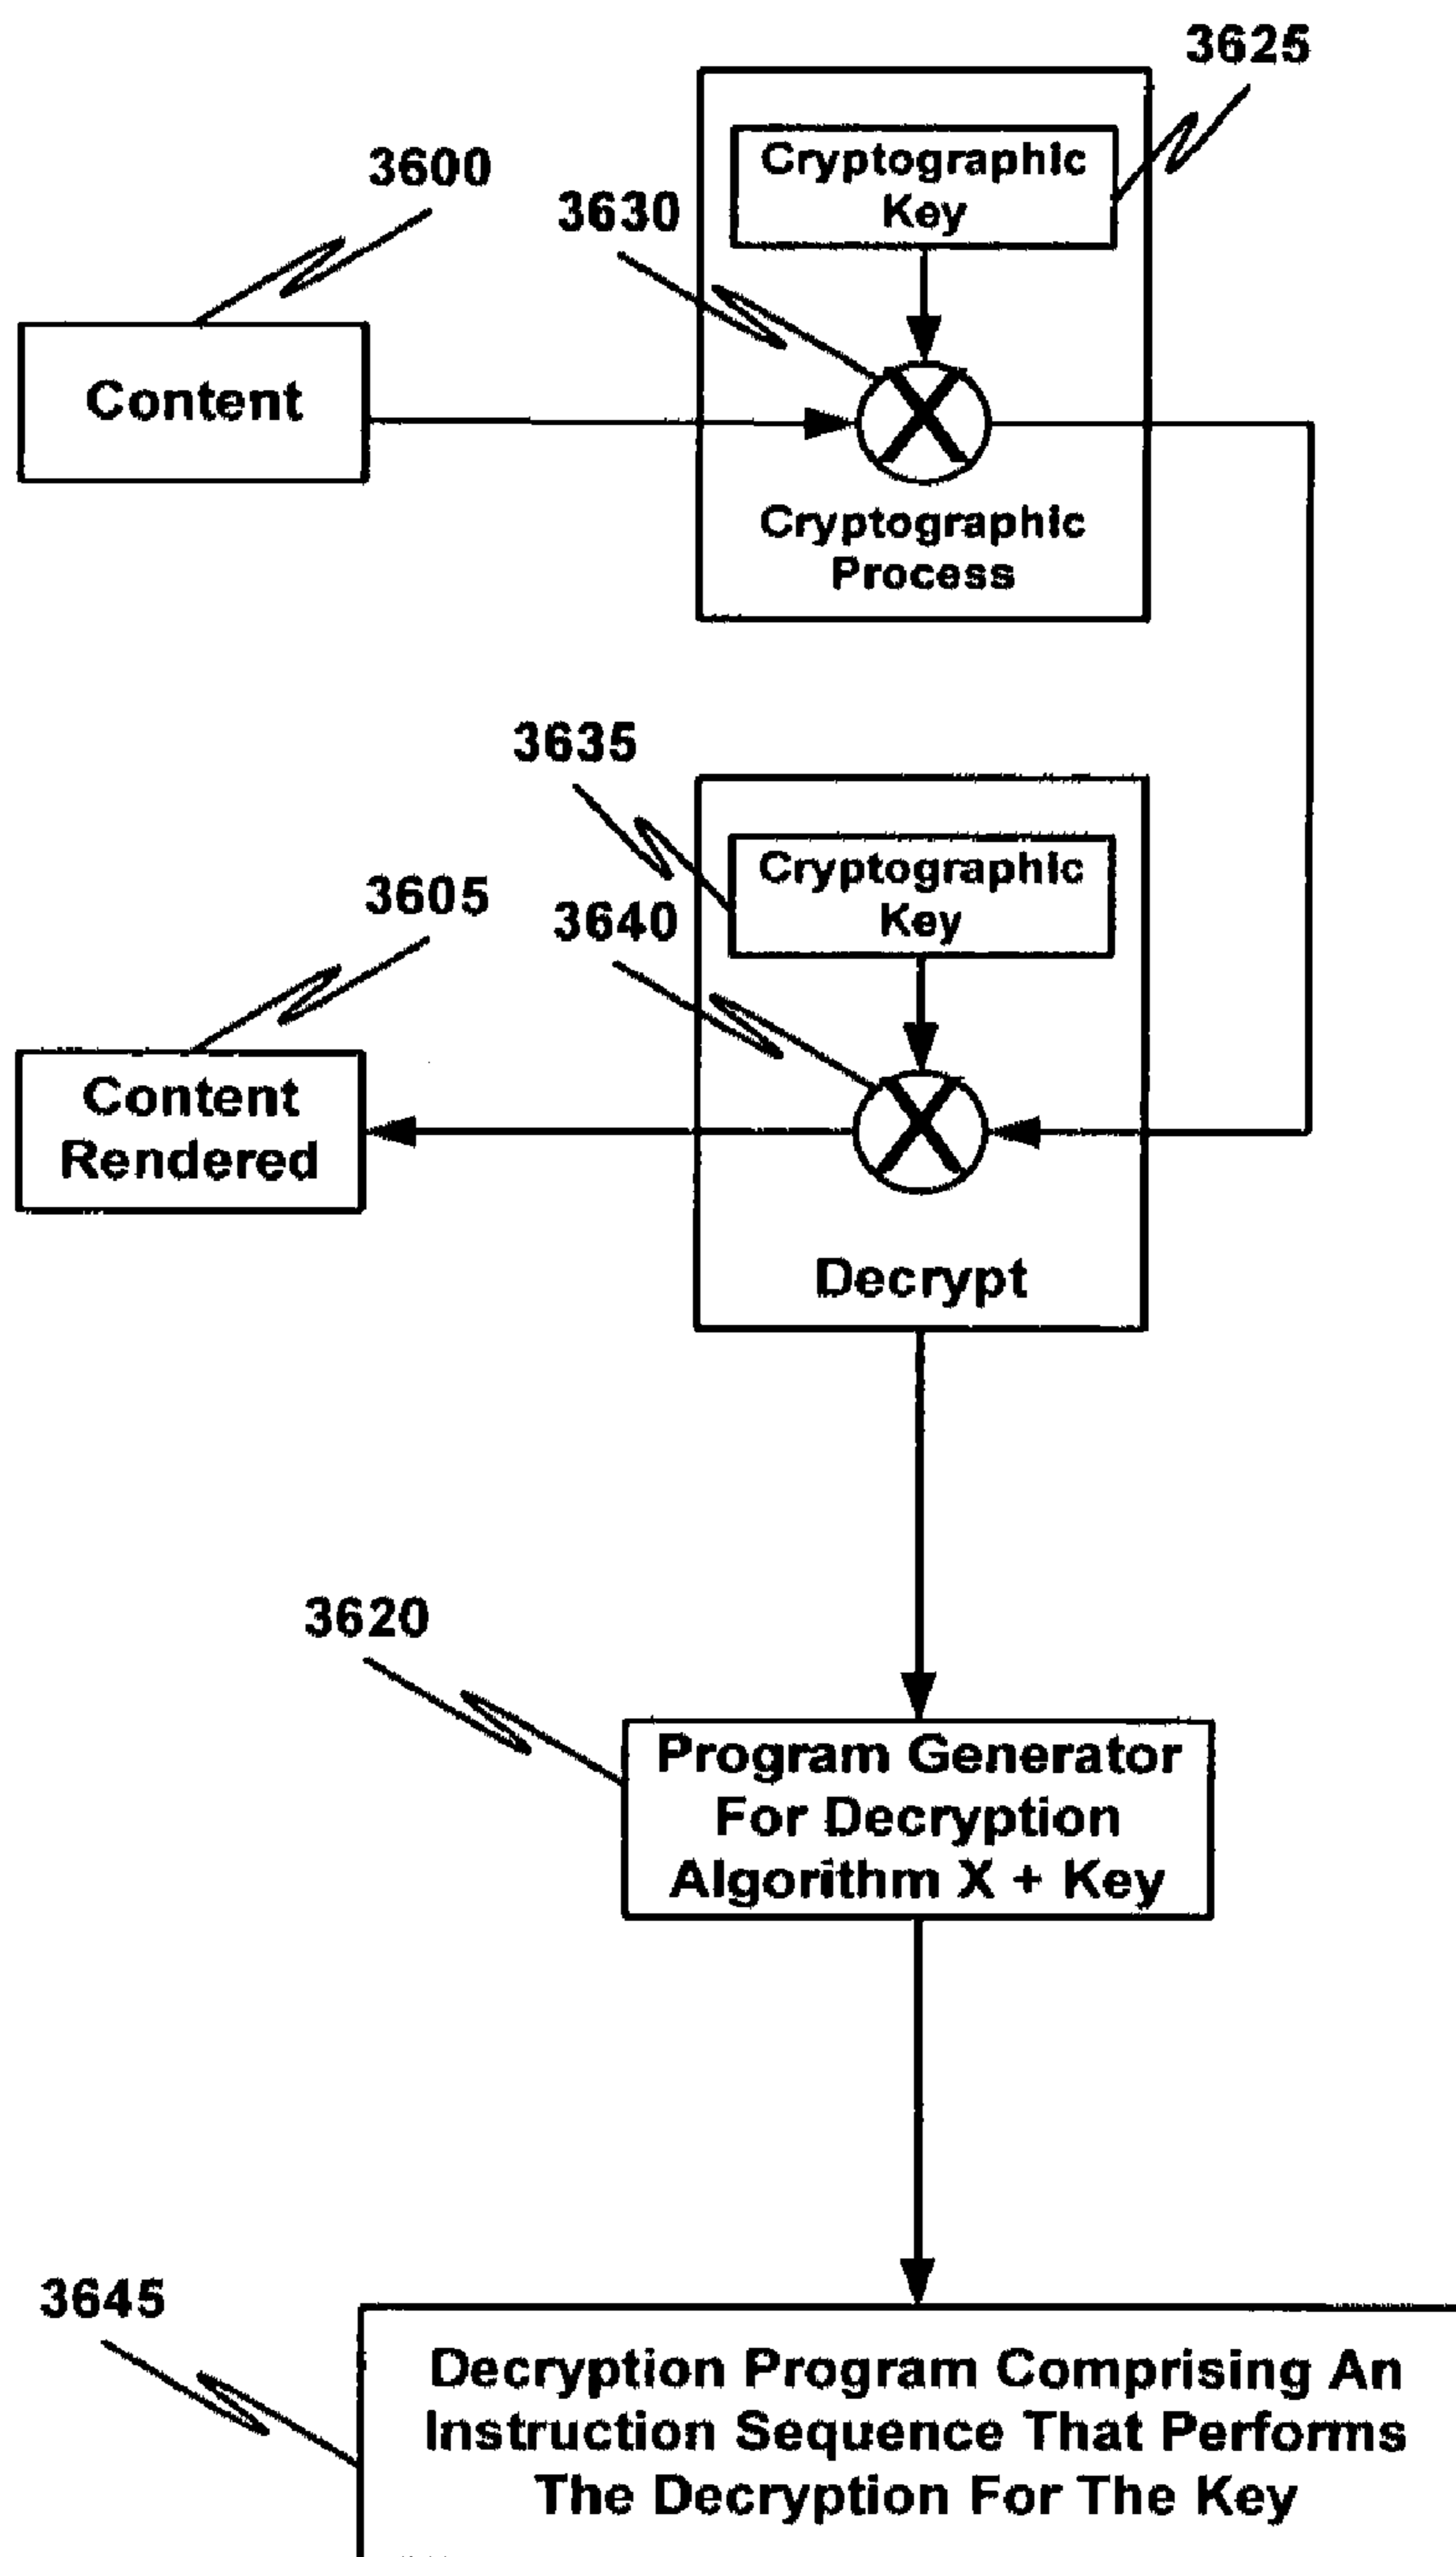 3625
Cryptographic
Key
3600
3630
Content
X
Cryptographic
Process
3635
Cryptographic
Key
3605
3640
Content
Rendered
X
Decrypt
3620
Program Generator
For Decryption
Algorithm X + Key
3645
Decryption Program Comprising An
Instruction Sequence That Performs
The Decryption For The Key